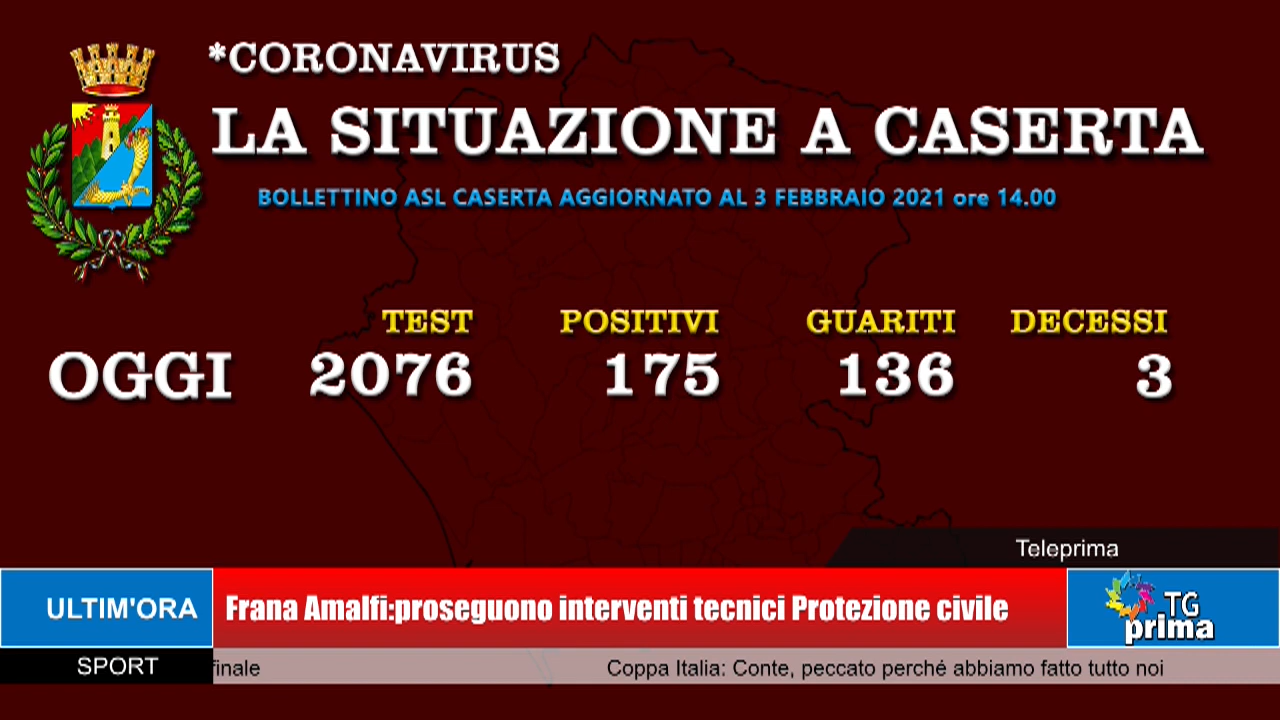 *CORONAVIRUS
LA SITUAZIONE A CASERTA
BOLLETTINO ASL CASERTA AGGIORNATO AL 3 FEBBRAIO 2021 ore 14.00
TEST POSITIVI GUARITI DECESSI
OGGI 2076 175 136 3
Teleprima
ULTIM'ORA Frana Amalfi:proseguono interventi tecnici Protezione civile
TG
prima
SPORT finale Coppa Italia: Conte, peccato perché abbiamo fatto tutto noi